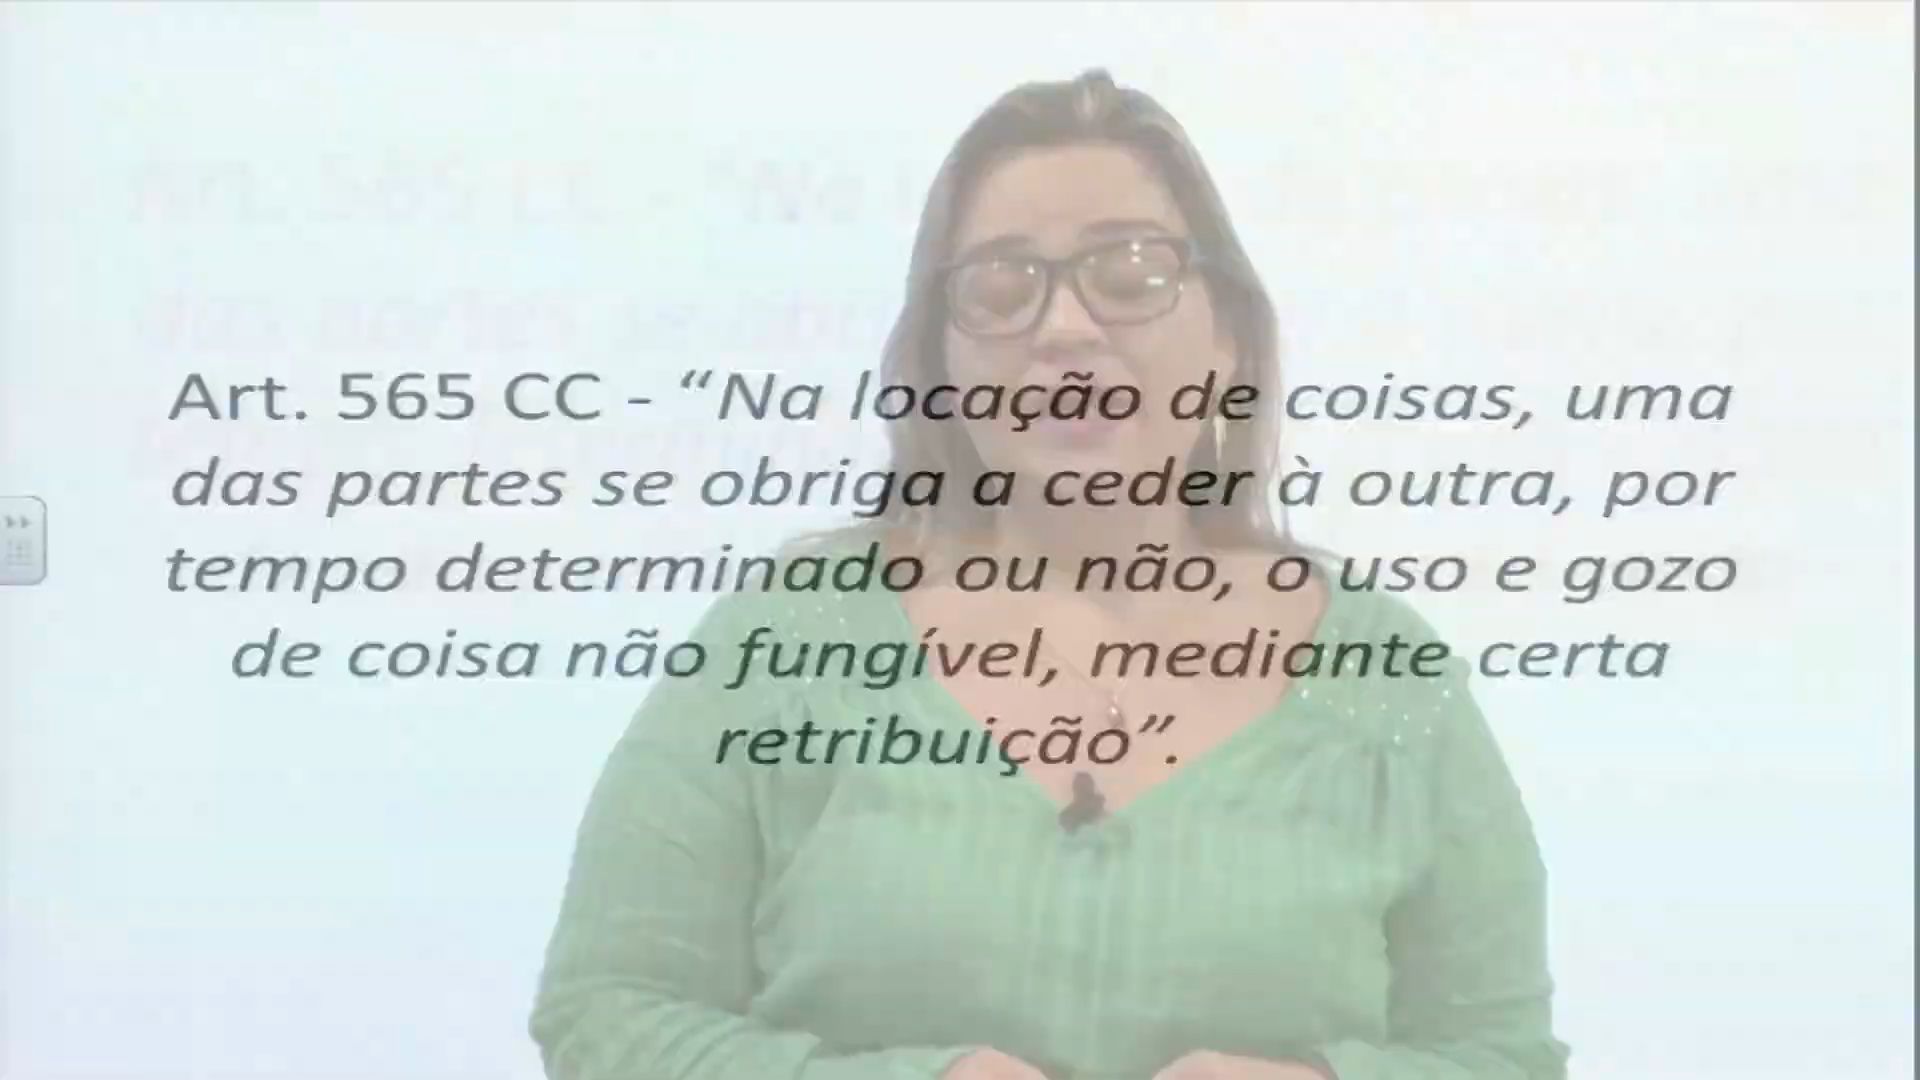 Art. 565 CC - “Na locação de coisas, uma
das partes se obriga a ceder à outra, por
tempo determinado ou não, o uso e gozo
de coisa não fungível, mediante certa
retribuição”.